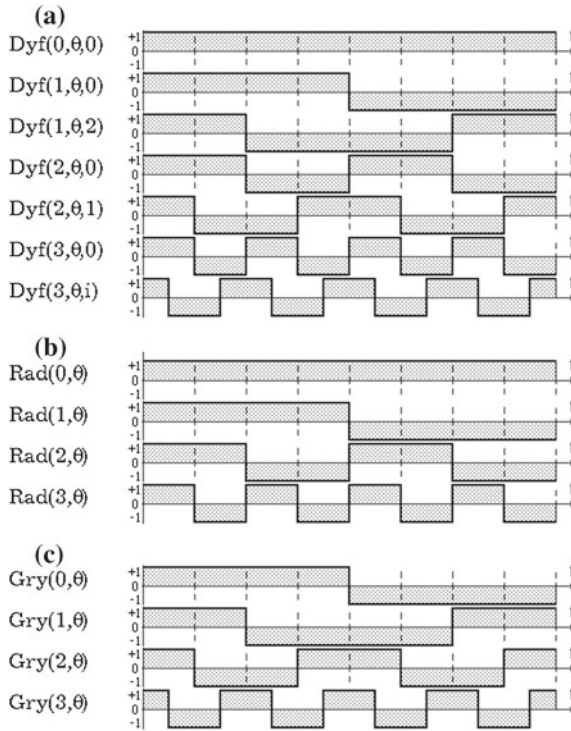 (a)
Dyf(0,θ,0)
+1
0
-1
Dyf(1,θ,0)
+1
0
-1
Dyf(1,θ,2)
+1
0
-1
Dyf(2,θ,0)
+1
0
-1
Dyf(2,θ,1)
+1
0
-1
Dyf(3,θ,0)
+1
0
-1
Dyf(3,θ,i)
+1
0
-1
(b)
Rad(0,θ)
+1
0
-1
Rad(1,θ)
+1
0
-1
Rad(2,θ)
+1
0
-1
Rad(3,θ)
+1
0
-1
(c)
Gry(0,θ)
+1
0
-1
Gry(1,θ)
+1
0
-1
Gry(2,θ)
+1
0
-1
Gry(3,θ)
+1
0
-1